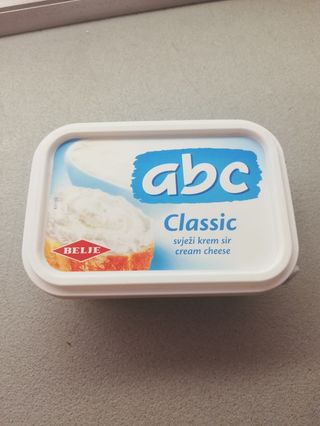 abc
Classic
svježi krem sir
cream cheese
BELJE